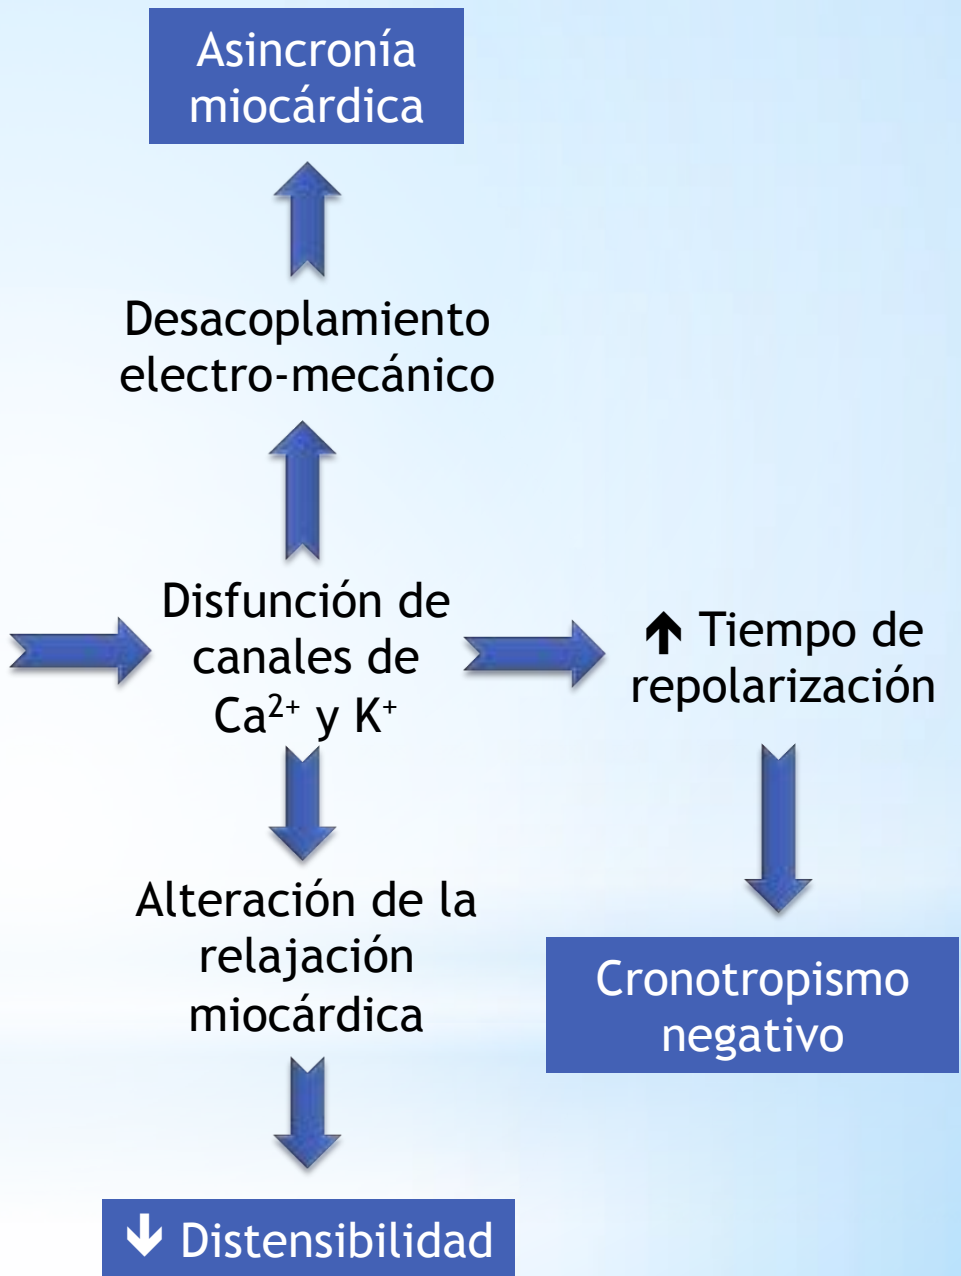 Asincronía
miocárdica
Desacoplamiento
electro-mecánico
Disfunción de
canales de
Ca²⁺ y K⁺
🡹 Tiempo de
repolarización
Alteración de la
relajación
miocárdica
Cronotropismo
negativo
🡻 Distensibilidad